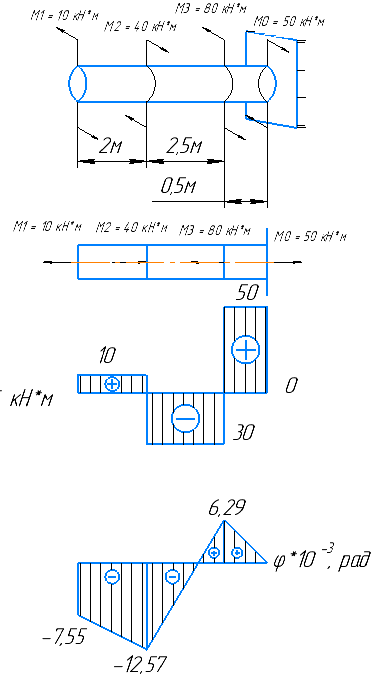 M1 = 10 кН*м
M2 = 40 кН*м
M3 = 80 кН*м
M0 = 50 кН*м
2м
2,5м
0,5м
M1 = 10 кН*м
M2 = 40 кН*м
M3 = 80 кН*м
M0 = 50 кН*м
50
10
0
кН*м
30
6,29
φ*10⁻³, рад
-7,55
-12,57